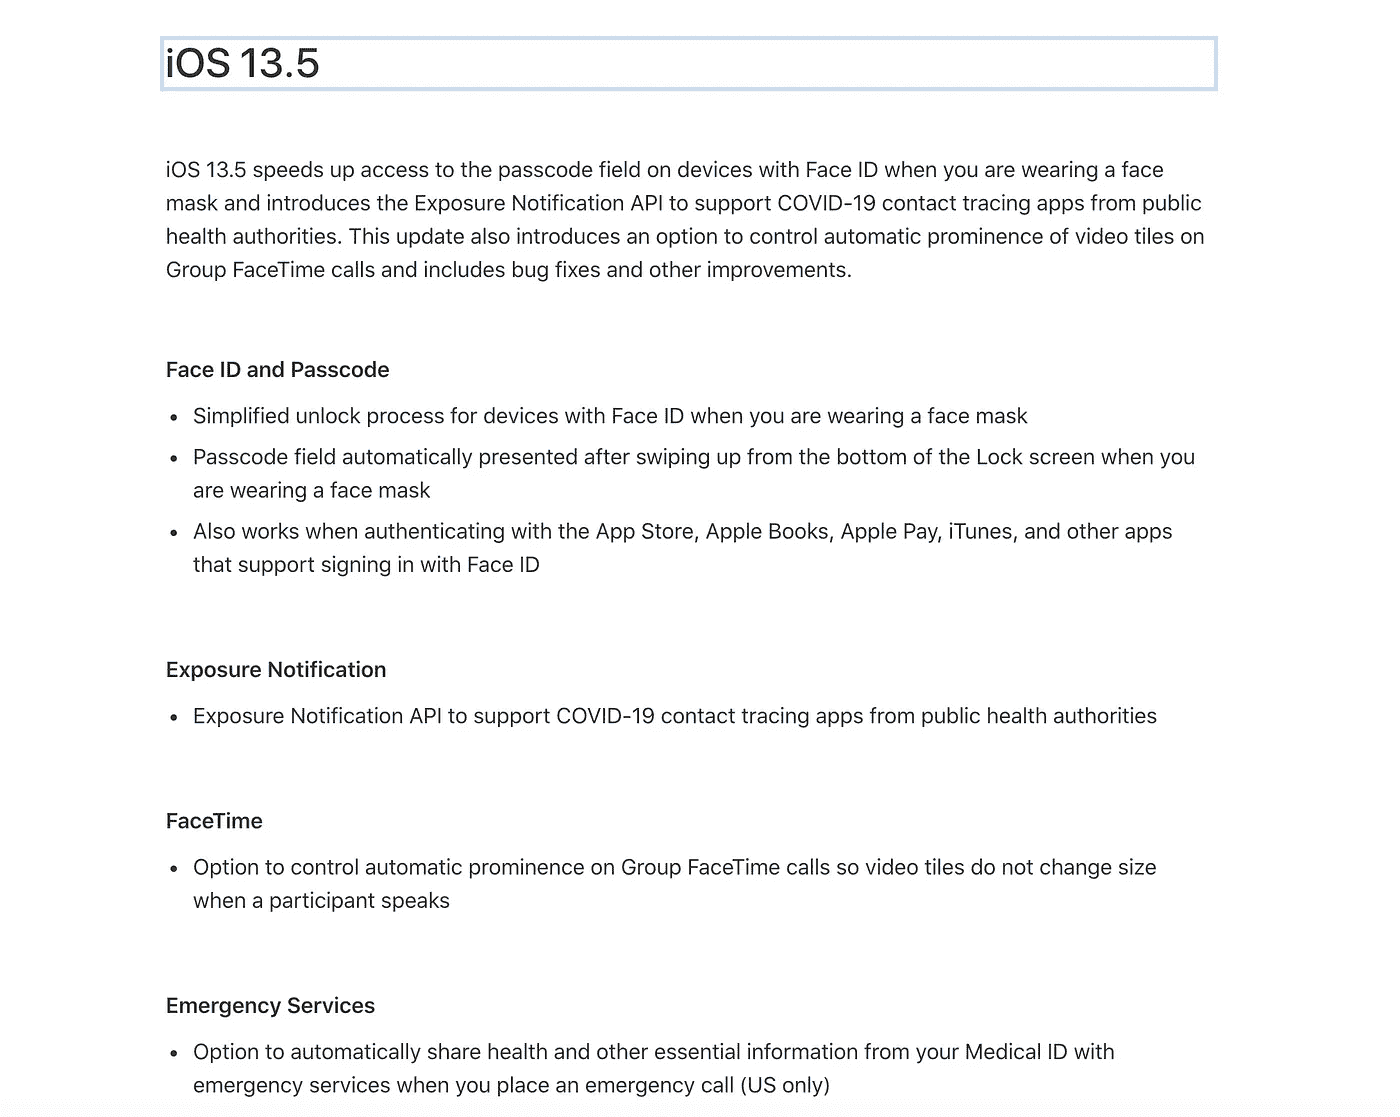 iOS 13.5
iOS 13.5 speeds up access to the passcode field on devices with Face ID when you are wearing a face
mask and introduces the Exposure Notification API to support COVID-19 contact tracing apps from public
health authorities. This update also introduces an option to control automatic prominence of video tiles on
Group FaceTime calls and includes bug fixes and other improvements.
Face ID and Passcode
• Simplified unlock process for devices with Face ID when you are wearing a face mask
• Passcode field automatically presented after swiping up from the bottom of the Lock screen when you
are wearing a face mask
• Also works when authenticating with the App Store, Apple Books, Apple Pay, iTunes, and other apps
that support signing in with Face ID
Exposure Notification
• Exposure Notification API to support COVID-19 contact tracing apps from public health authorities
FaceTime
• Option to control automatic prominence on Group FaceTime calls so video tiles do not change size
when a participant speaks
Emergency Services
• Option to automatically share health and other essential information from your Medical ID with
emergency services when you place an emergency call (US only)